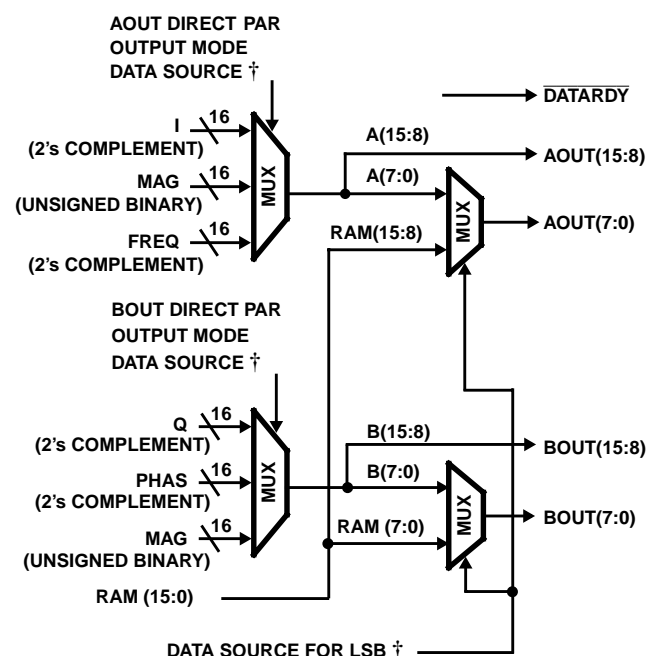 AOUT DIRECT PAR
OUTPUT MODE
DATA SOURCE †
DATARDY
I
16
(2's COMPLEMENT)
A(15:8)
AOUT(15:8)
MAG
16
(UNSIGNED BINARY)
MUX
A(7:0)
MUX
AOUT(7:0)
FREQ
16
(2's COMPLEMENT)
RAM(15:8)
BOUT DIRECT PAR
OUTPUT MODE
DATA SOURCE †
Q
16
(2's COMPLEMENT)
B(15:8)
BOUT(15:8)
PHAS
16
(2's COMPLEMENT)
MUX
B(7:0)
MUX
BOUT(7:0)
MAG
16
(UNSIGNED BINARY)
RAM (7:0)
RAM (15:0)
DATA SOURCE FOR LSB †